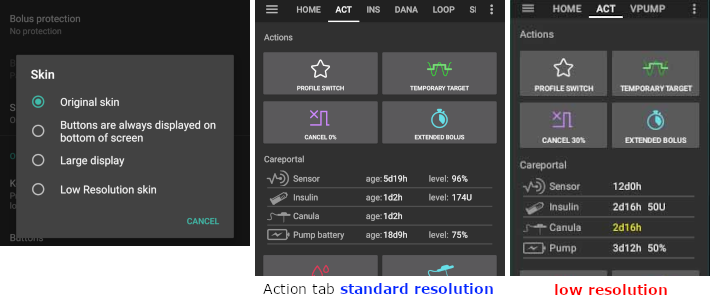 Bolus protection
No protection
Skin
Original skin
Buttons are always displayed on
bottom of screen
Large display
Low Resolution skin
CANCEL
Buttons
HOME ACT INS DANA LOOP
Actions
PROFILE SWITCH TEMPORARY TARGET
CANCEL 0% EXTENDED BOLUS
Careportal
Sensor age: 5d19h level: 96%
Insulin age: 1d2h level: 174U
Canula age: 1d2h
Pump battery age: 18d9h level: 75%
Action tab standard resolution
HOME ACT VPUMP
Actions
PROFILE SWITCH TEMPORARY TARGET
CANCEL 30% EXTENDED BOLUS
Careportal
Sensor 12d0h
Insulin 2d16h 50U
Canula 2d16h
Pump 3d12h 50%
low resolution